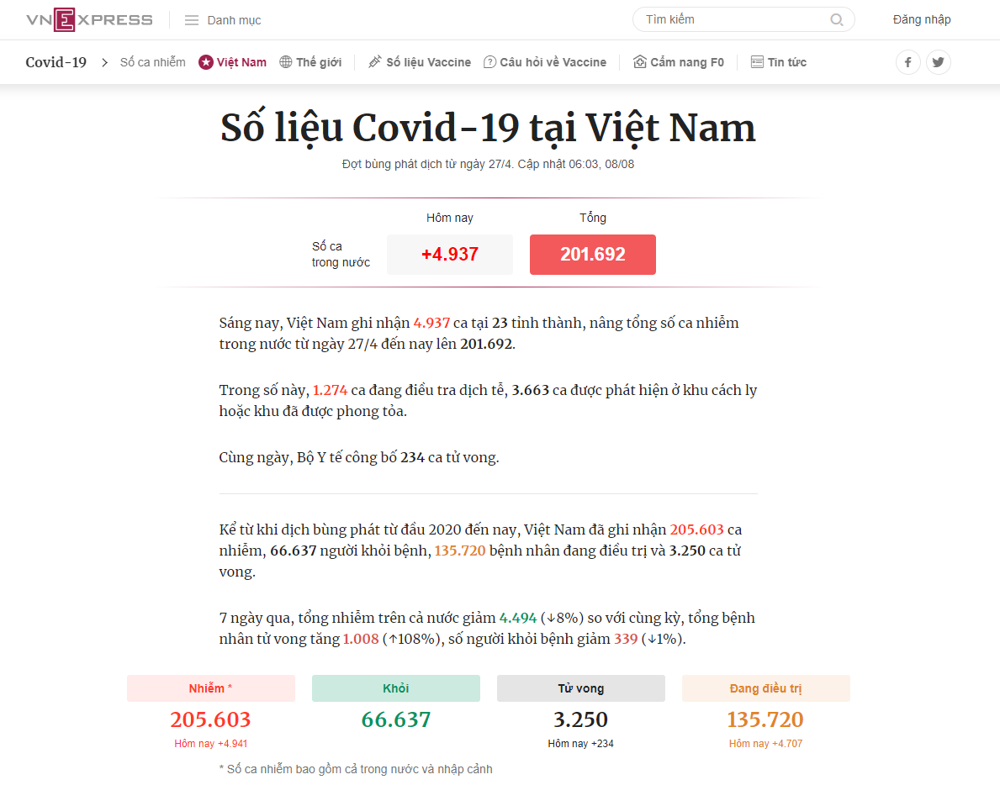 VNEXPRESS
Danh mục
Tìm kiếm
Đăng nhập
Covid-19
Số ca nhiễm
Việt Nam
Thế giới
Số liệu Vaccine
Câu hỏi về Vaccine
Cẩm nang F0
Tin tức
Số liệu Covid-19 tại Việt Nam
Đợt bùng phát dịch từ ngày 27/4. Cập nhật 06:03, 08/08
Hôm nay
Tổng
Số ca
trong nước
+4.937
201.692
Sáng nay, Việt Nam ghi nhận 4.937 ca tại 23 tỉnh thành, nâng tổng số ca nhiễm
trong nước từ ngày 27/4 đến nay lên 201.692.
Trong số này, 1.274 ca đang điều tra dịch tễ, 3.663 ca được phát hiện ở khu cách ly
hoặc khu đã được phong tỏa.
Cùng ngày, Bộ Y tế công bố 234 ca tử vong.
Kể từ khi dịch bùng phát từ đầu 2020 đến nay, Việt Nam đã ghi nhận 205.603 ca
nhiễm, 66.637 người khỏi bệnh, 135.720 bệnh nhân đang điều trị và 3.250 ca tử
vong.
7 ngày qua, tổng nhiễm trên cả nước giảm 4.494 (↓8%) so với cùng kỳ, tổng bệnh
nhân tử vong tăng 1.008 (↑108%), số người khỏi bệnh giảm 339 (↓1%).
Nhiễm *
Khỏi
Tử vong
Đang điều trị
205.603
66.637
3.250
135.720
Hôm nay +4.941
Hôm nay +234
Hôm nay +4.707
* Số ca nhiễm bao gồm cả trong nước và nhập cảnh